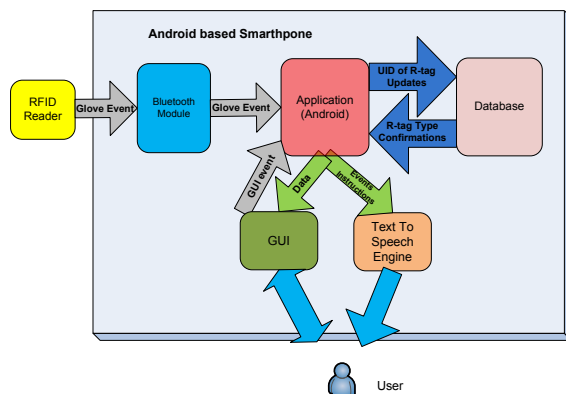 Android based Smarthpone
RFID
Reader
Glove Event
Bluetooth
Module
Glove Event
Application
(Android)
UID of R-tag
Updates
R-tag Type
Confirmations
Database
GUI event
Data
Events
Instructions
GUI
Text To
Speech
Engine
User